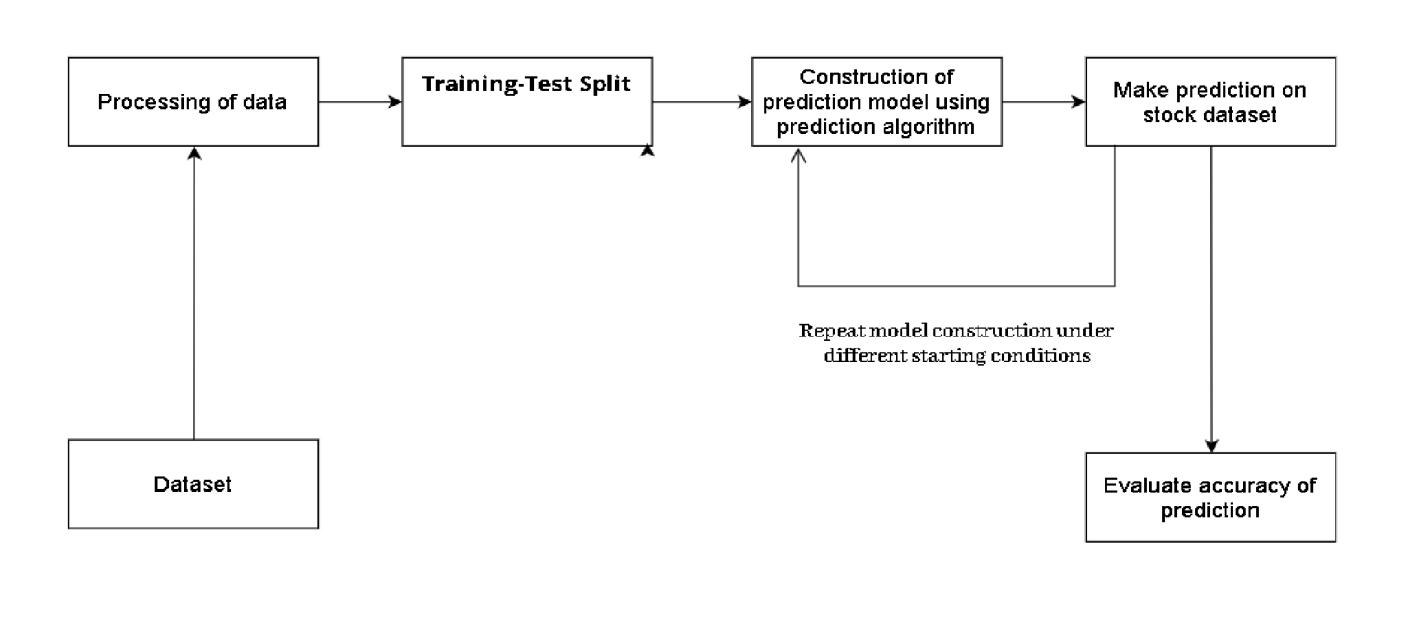 Processing of data
Training-Test Split
Construction of
prediction model using
prediction algorithm
Make prediction on
stock dataset
Repeat model construction under
different starting conditions
Dataset
Evaluate accuracy of
prediction